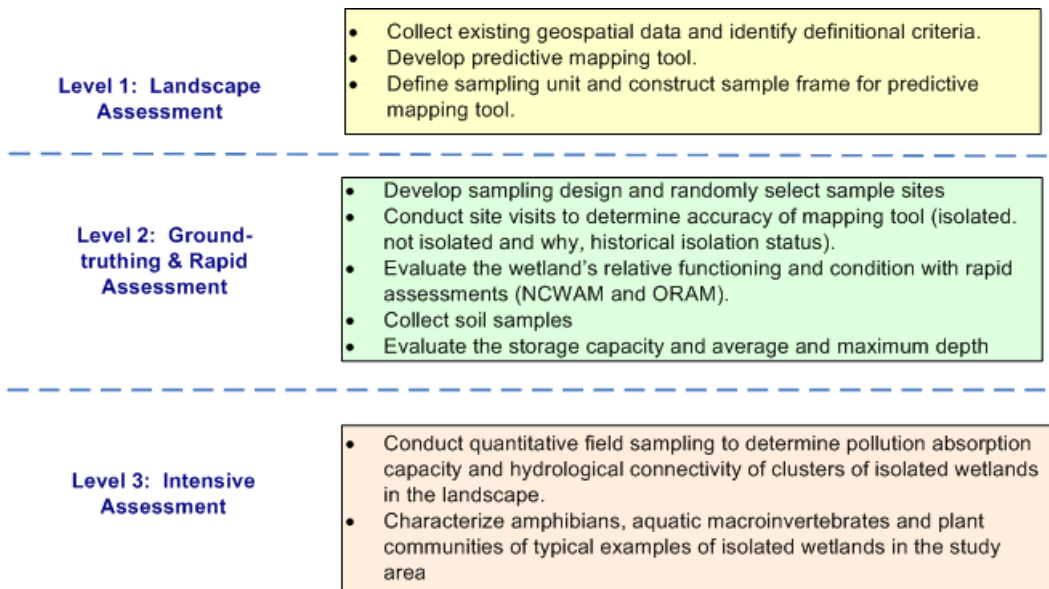 Level 1: Landscape
Assessment
• Collect existing geospatial data and identify definitional criteria.
• Develop predictive mapping tool.
• Define sampling unit and construct sample frame for predictive
mapping tool.
Level 2: Ground-
truthing & Rapid
Assessment
• Develop sampling design and randomly select sample sites
• Conduct site visits to determine accuracy of mapping tool (isolated.
not isolated and why, historical isolation status).
• Evaluate the wetland's relative functioning and condition with rapid
assessments (NCWAM and ORAM).
• Collect soil samples
• Evaluate the storage capacity and average and maximum depth
Level 3: Intensive
Assessment
• Conduct quantitative field sampling to determine pollution absorption
capacity and hydrological connectivity of clusters of isolated wetlands
in the landscape.
• Characterize amphibians, aquatic macroinvertebrates and plant
communities of typical examples of isolated wetlands in the study
area